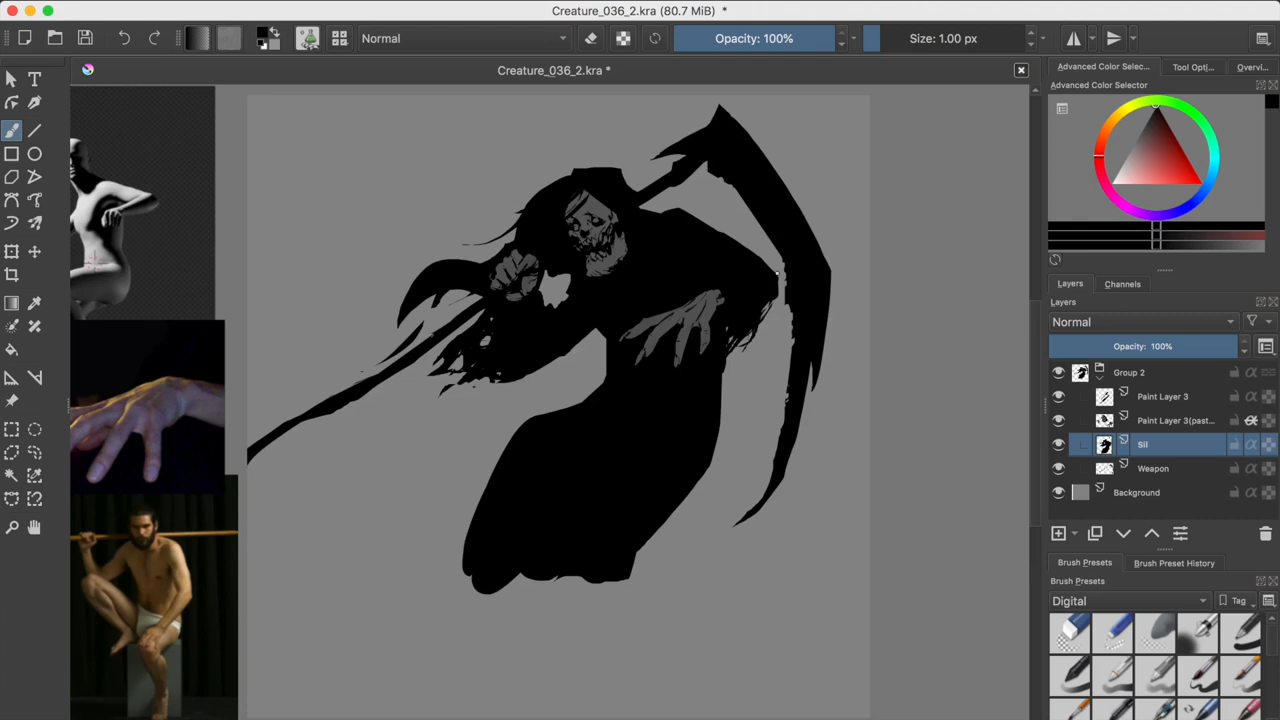 Creature_036_2.kra (80.7 MiB) *
Normal
Opacity: 100%
Size: 1.00 px
Creature_036_2.kra *
Advanced Color Selec...
Tool Opti...
Overvi...
Advanced Color Selector
Layers
Channels
Layers
Normal
Opacity: 100%
Group 2
Paint Layer 3
Paint Layer 3(past...
Sil
Weapon
Background
Brush Presets
Brush Preset History
Brush Presets
Digital
Tag